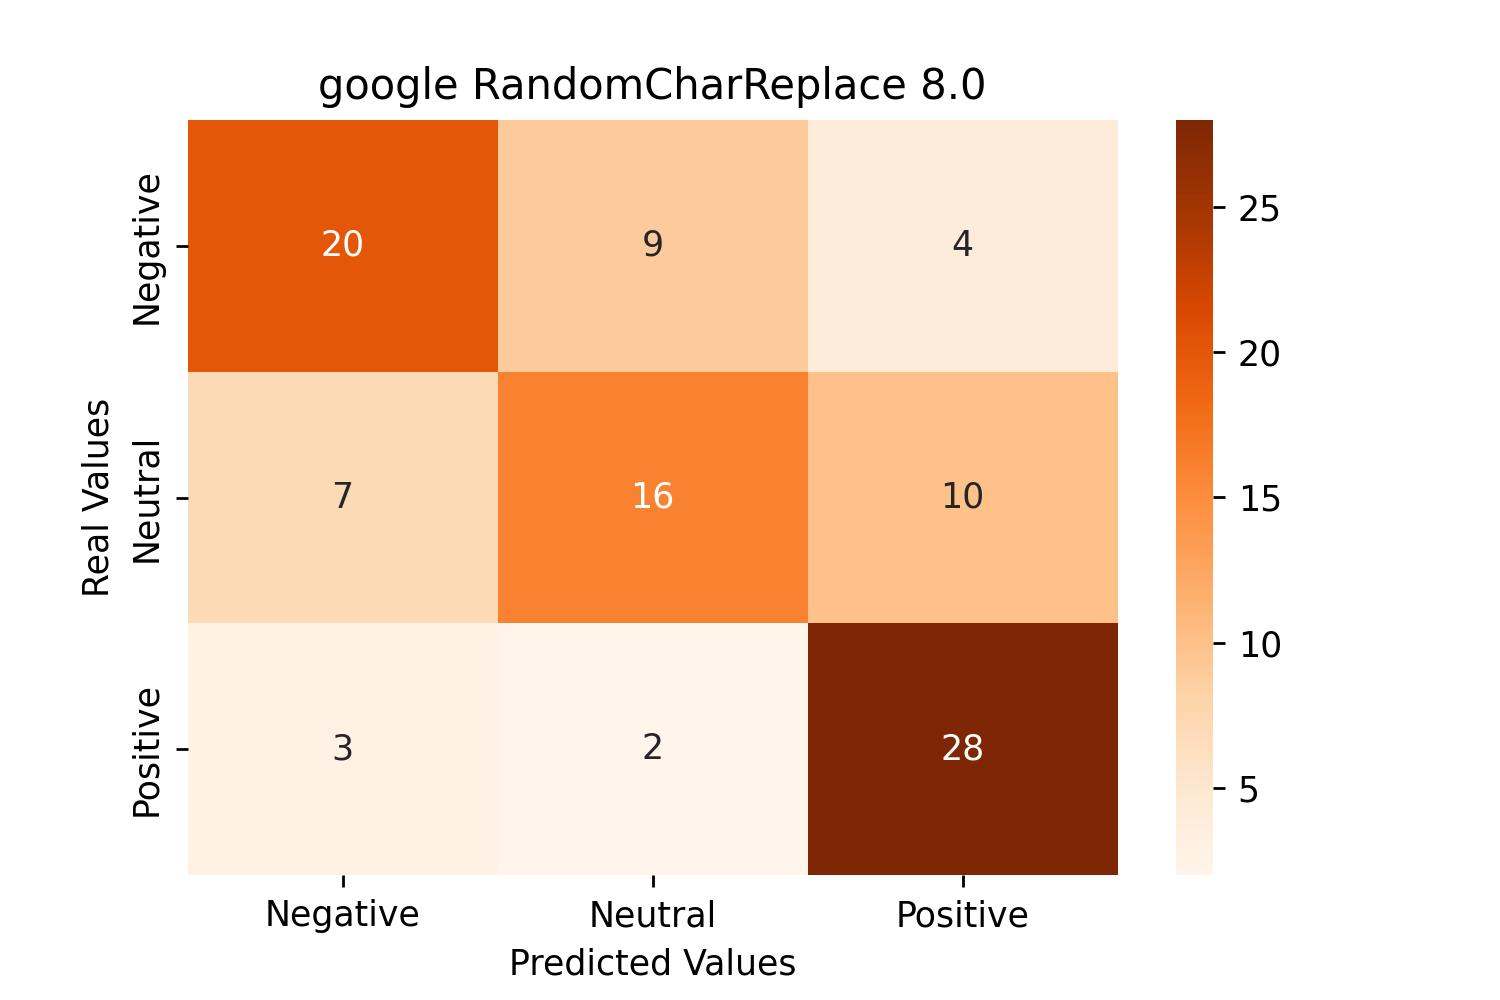 google RandomCharReplace 8.0
Negative
20
9
4
Neutral
7
16
10
Positive
3
2
28
Real Values
Negative
Neutral
Positive
Predicted Values
25
20
15
10
5